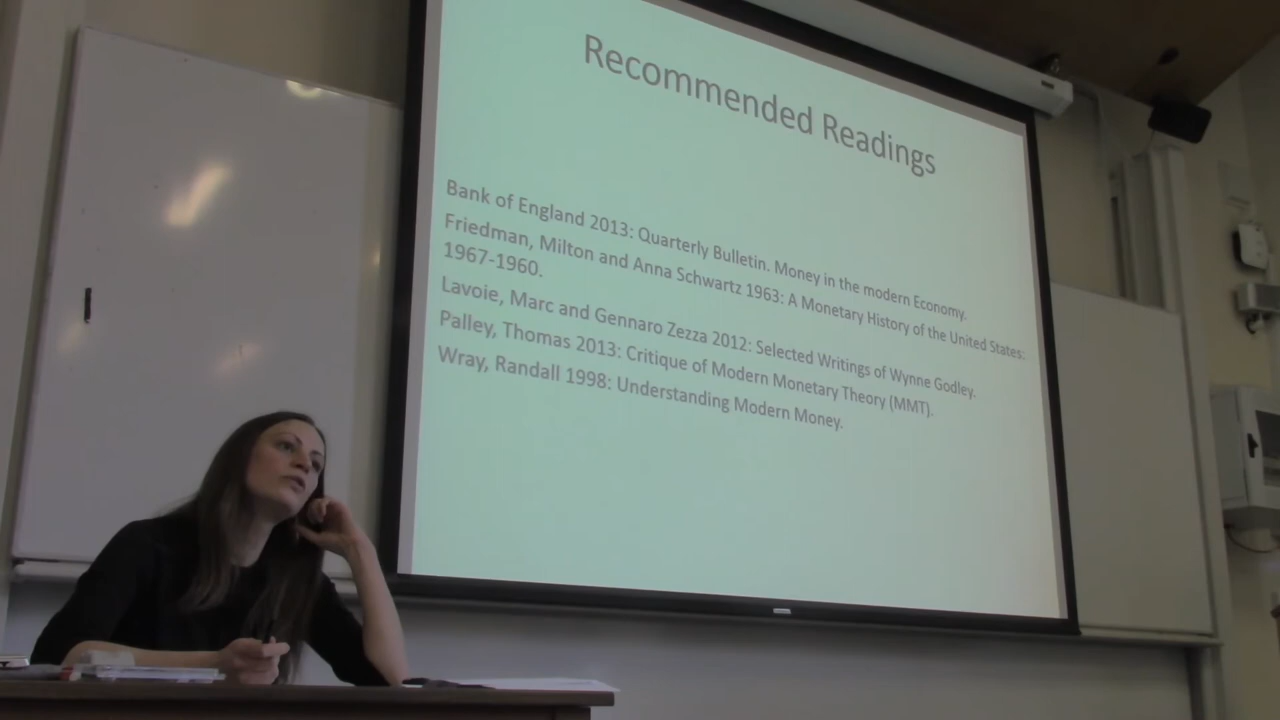 Recommended Readings
Bank of England 2013: Quarterly Bulletin. Money in the modern Economy.
Friedman, Milton and Anna Schwartz 1963: A Monetary History of the United States:
1967-1960.
Lavoie, Marc and Gennaro Zezza 2012: Selected Writings of Wynne Godley.
Palley, Thomas 2013: Critique of Modern Monetary Theory (MMT).
Wray, Randall 1998: Understanding Modern Money.